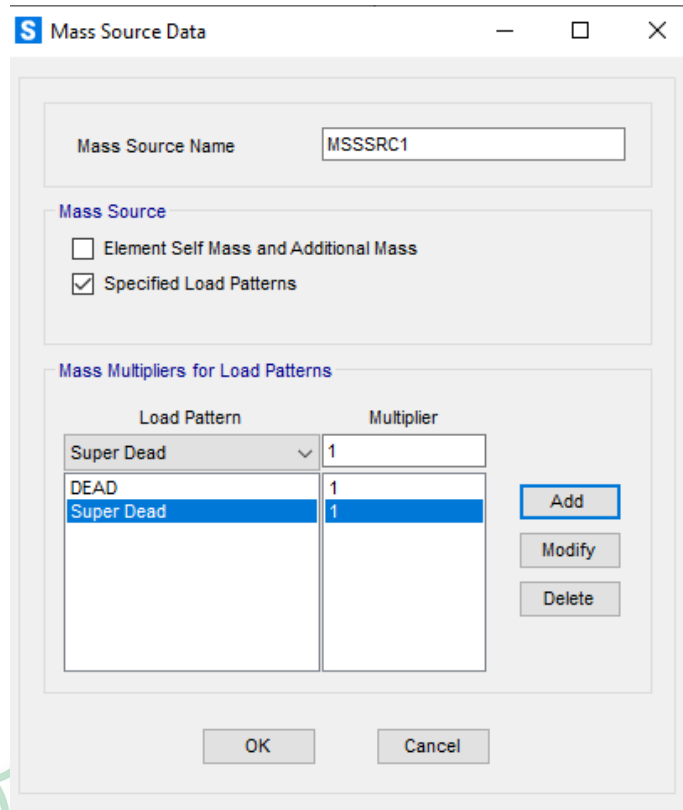 S Mass Source Data
Mass Source Name MSSSRC1
Mass Source
Element Self Mass and Additional Mass
Specified Load Patterns
Mass Multipliers for Load Patterns
Load Pattern Multiplier
Super Dead 1
DEAD 1
Super Dead 1
Add
Modify
Delete
OK Cancel